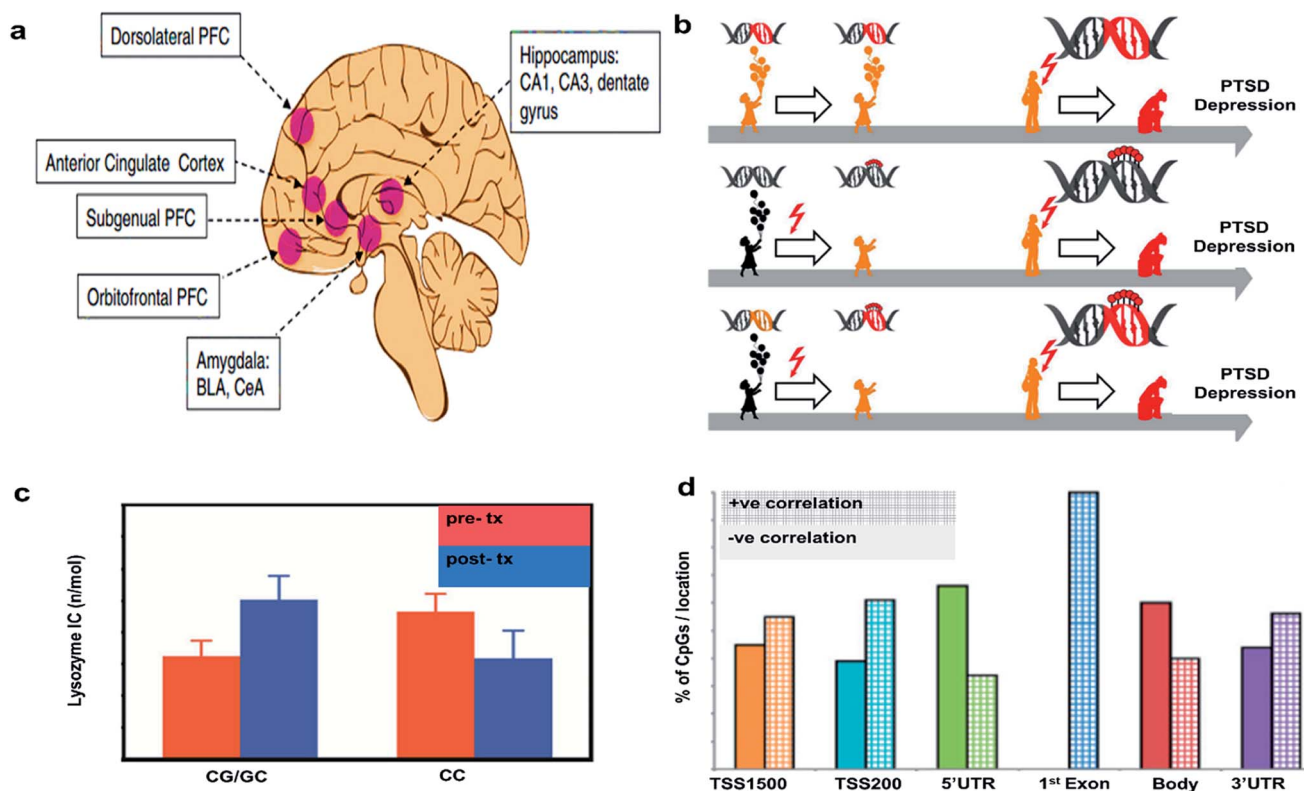 a
Dorsolateral PFC
Hippocampus:
CA1, CA3, dentate
gyrus
Anterior Cingulate Cortex
Subgenual PFC
Orbitofrontal PFC
Amygdala:
BLA, CeA
b
PTSD
Depression
PTSD
Depression
PTSD
Depression
c
pre- tx
post- tx
Lysozyme IC (n/mol)
CG/GC
CC
d
+ve correlation
-ve correlation
% of CpGs / location
TSS1500
TSS200
5'UTR
1st Exon
Body
3'UTR